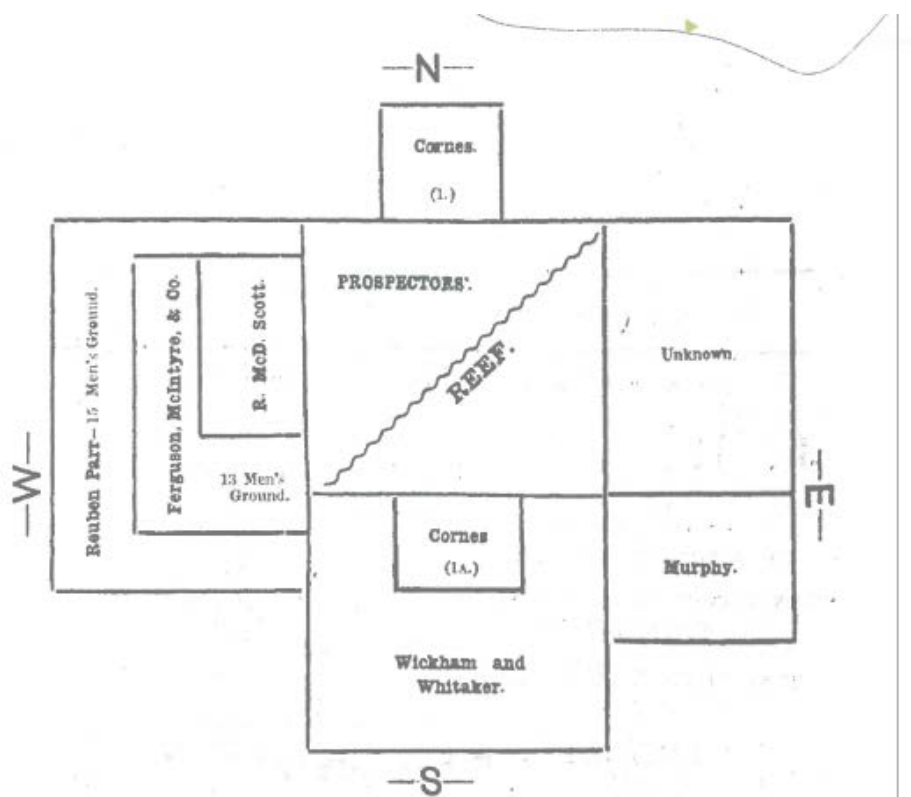 —N—
Cornes.
(1.)
PROSPECTORS'.
REEF.
Unknown.
Reuben Parr—15 Men's Ground.
Ferguson, McIntyre, & Co.
R. McD. Scott.
13 Men's
Ground.
—W—
—E—
Cornes
(1A.)
Murphy.
Wickham and
Whitaker.
—S—